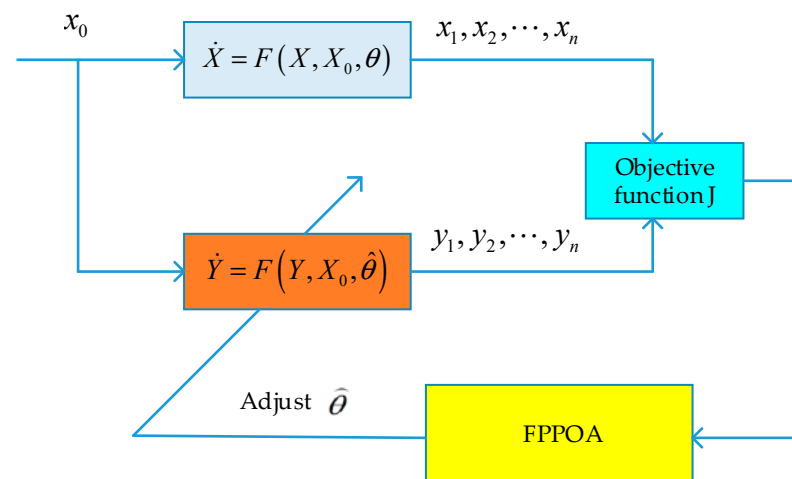 x₀
Ẋ = F(X, X₀, θ)
x₁, x₂, ⋯, xₙ
Objective
function J
Ẏ = F(Y, X₀, θ̂)
y₁, y₂, ⋯, yₙ
Adjust θ̂
FPPOA